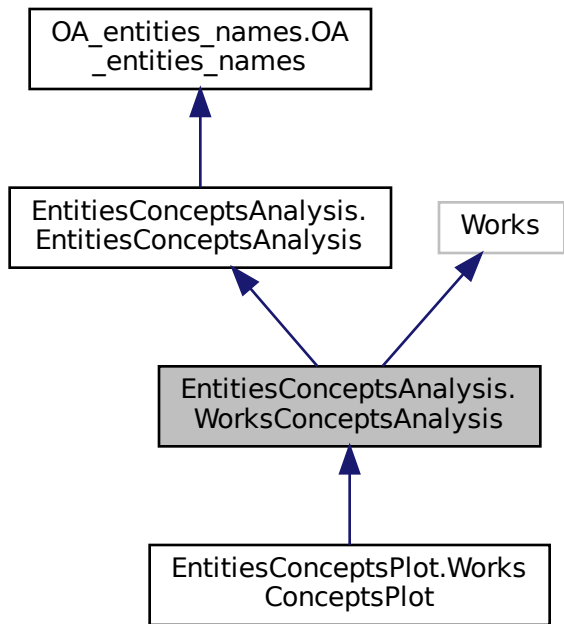 OA_entities_names.OA
_entities_names
EntitiesConceptsAnalysis.
EntitiesConceptsAnalysis
Works
EntitiesConceptsAnalysis.
WorksConceptsAnalysis
EntitiesConceptsPlot.Works
ConceptsPlot